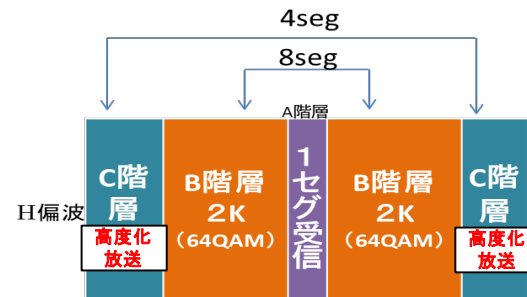 4seg
8seg
A階層
C階層
B階層
2K
(64QAM)
1セグ受信
B階層
2K
(64QAM)
C階層
H偏波
高度化
放送
高度化
放送